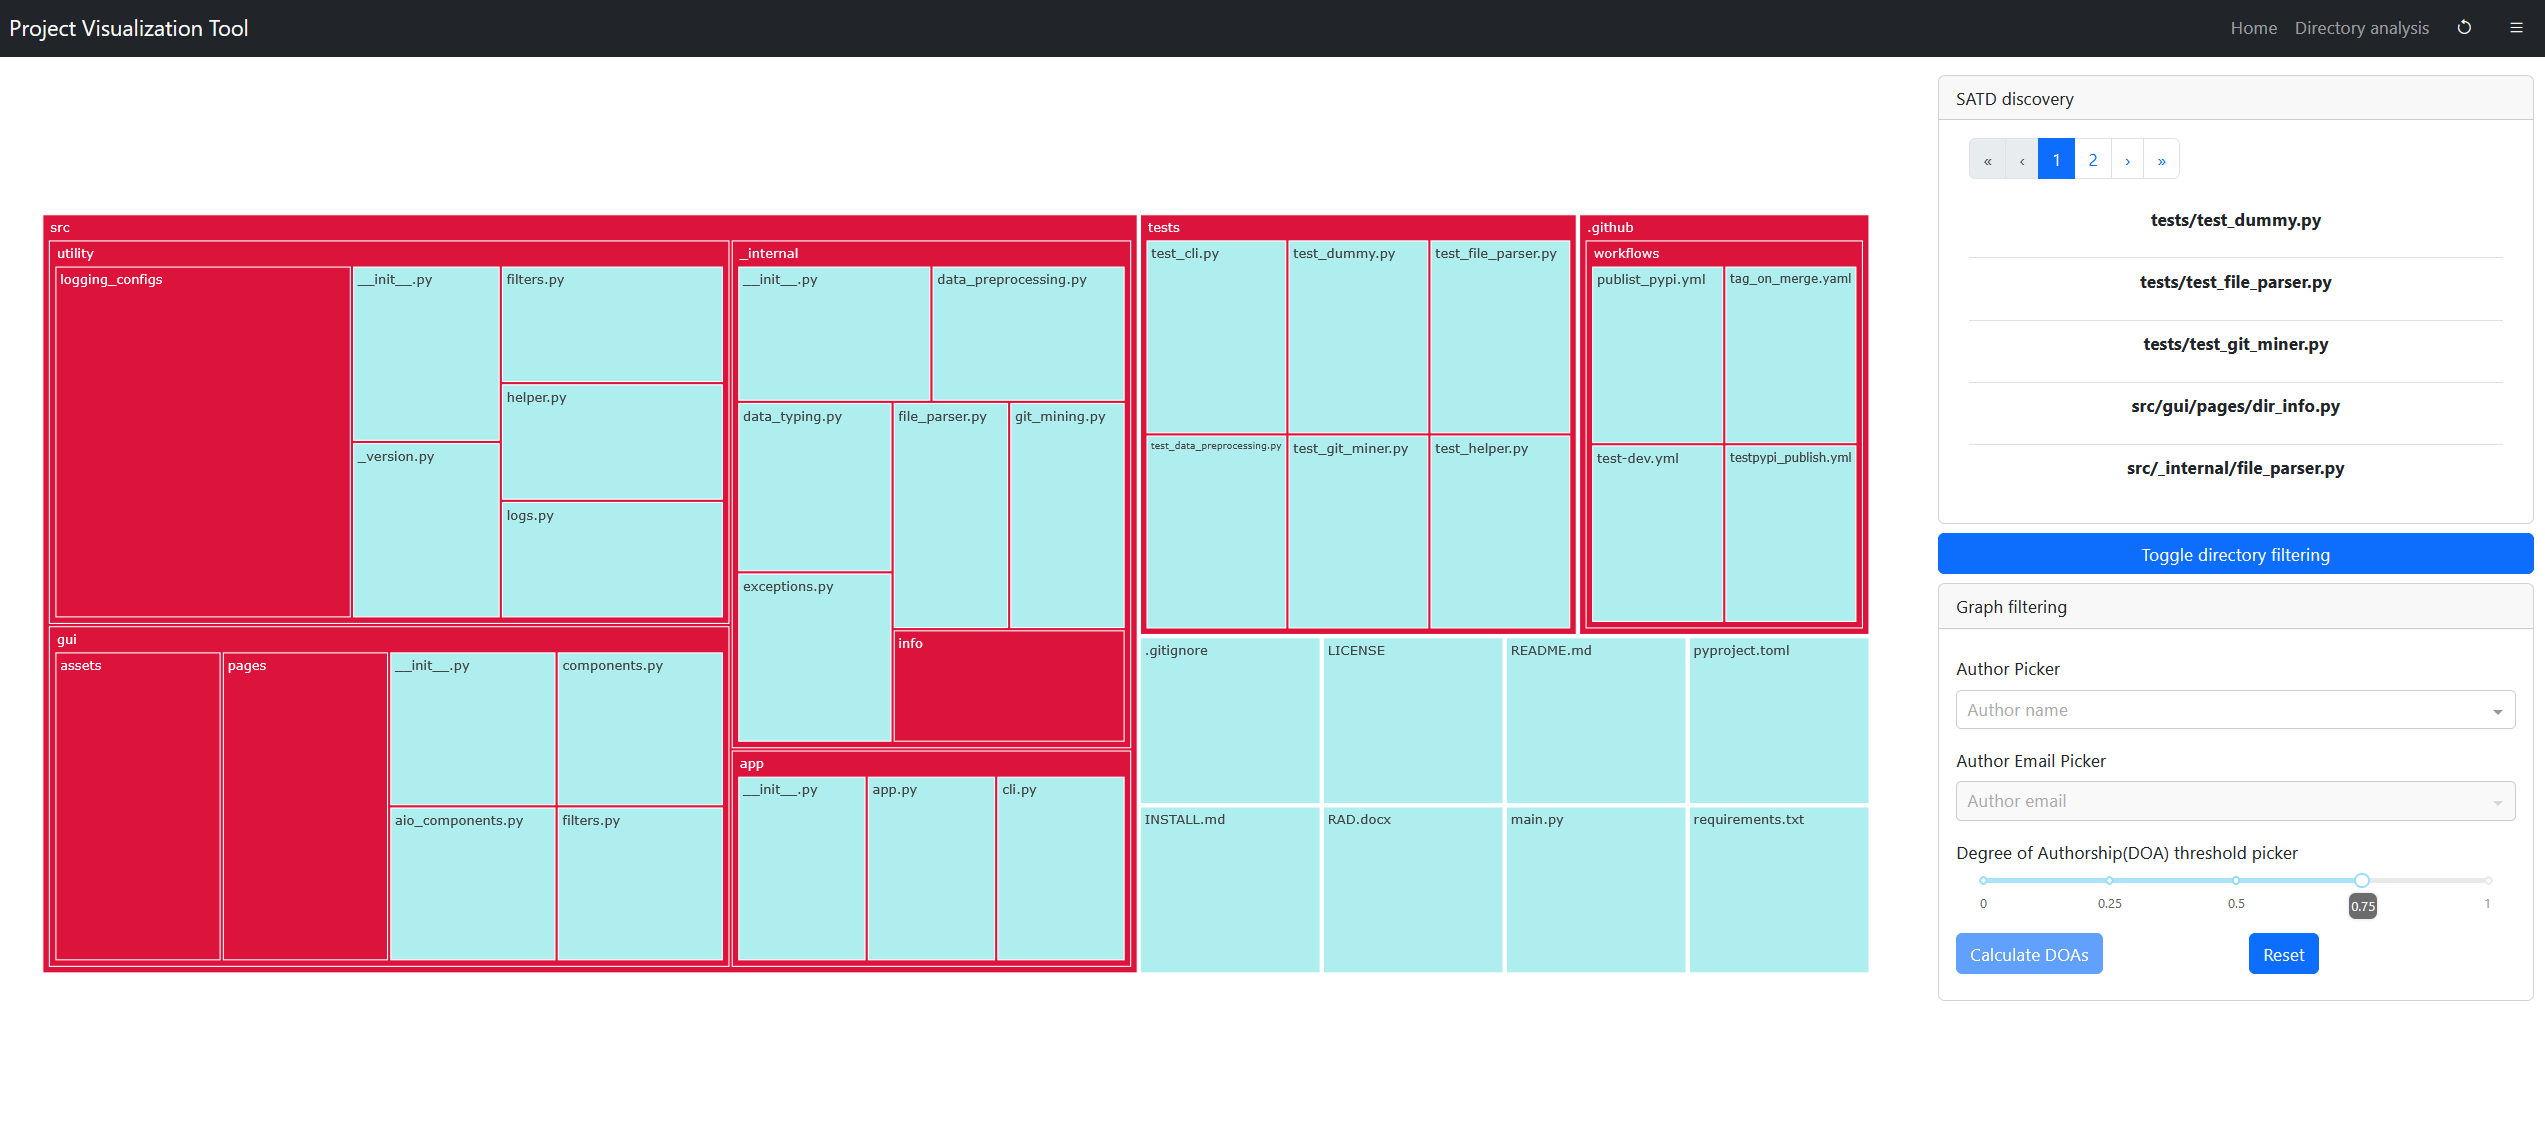 Project Visualization Tool
Home
Directory analysis
src
utility
logging_configs
__init__.py
filters.py
_version.py
helper.py
logs.py
gui
assets
pages
__init__.py
components.py
aio_components.py
filters.py
_internal
__init__.py
data_preprocessing.py
data_typing.py
file_parser.py
git_mining.py
exceptions.py
info
app
__init__.py
app.py
cli.py
tests
test_cli.py
test_dummy.py
test_file_parser.py
test_data_preprocessing.py
test_git_miner.py
test_helper.py
.github
workflows
publist_pypi.yml
tag_on_merge.yaml
test-dev.yml
testpypi_publish.yml
.gitignore
LICENSE
README.md
pyproject.toml
INSTALL.md
RAD.docx
main.py
requirements.txt
SATD discovery
« ‹ 1 2 › »
tests/test_dummy.py
tests/test_file_parser.py
tests/test_git_miner.py
src/gui/pages/dir_info.py
src/_internal/file_parser.py
Toggle directory filtering
Graph filtering
Author Picker
Author name
Author Email Picker
Author email
Degree of Authorship(DOA) threshold picker
0 0.25 0.5 0.75 1
Calculate DOAs
Reset